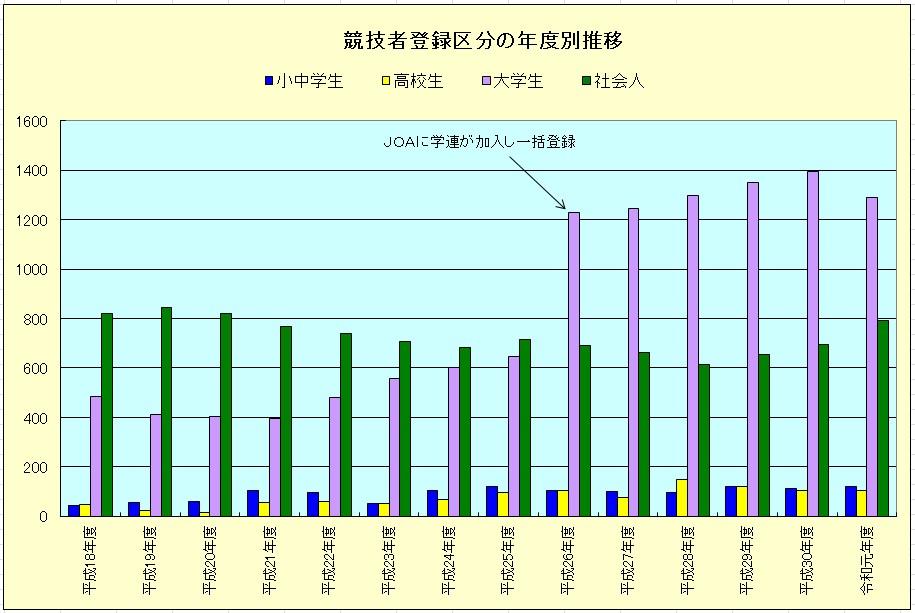 競技者登録区分の年度別推移
小中学生 高校生 大学生 社会人
JOAに学連が加入し一括登録
1600
1400
1200
1000
800
600
400
200
0
平成18年度
平成19年度
平成20年度
平成21年度
平成22年度
平成23年度
平成24年度
平成25年度
平成26年度
平成27年度
平成28年度
平成29年度
平成30年度
令和元年度